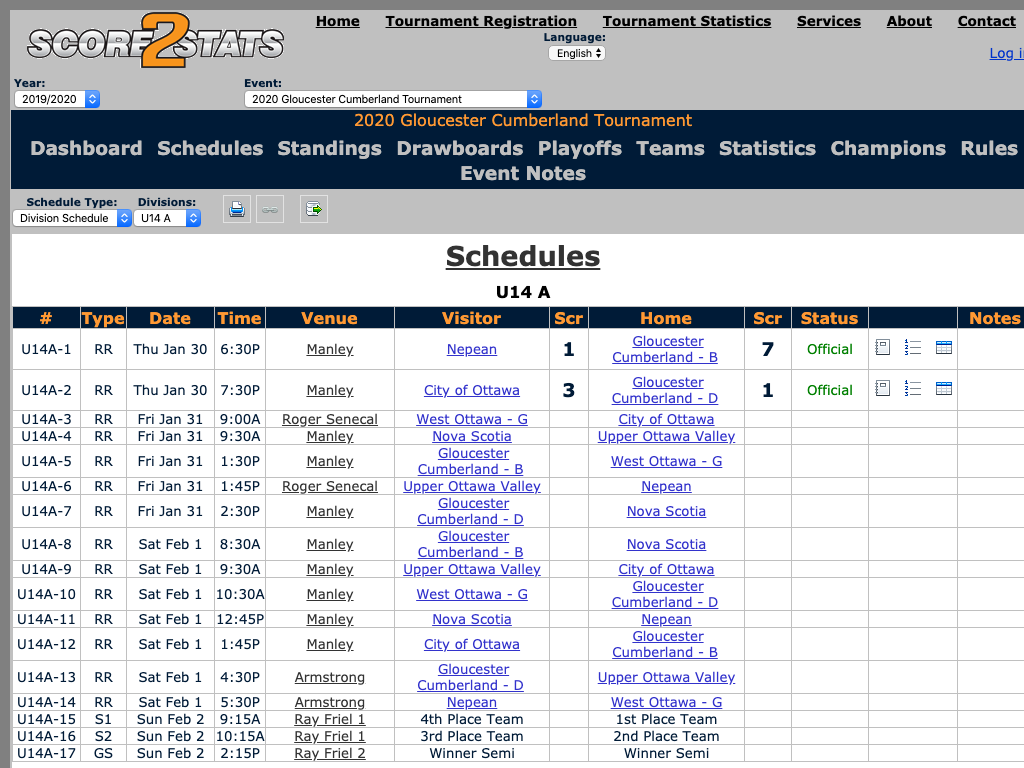 Home Tournament Registration Tournament Statistics Services About Contact
SCORE2STATS
Language:
English
Log i
Year: Event:
2019/2020 2020 Gloucester Cumberland Tournament
2020 Gloucester Cumberland Tournament
Dashboard Schedules Standings Drawboards Playoffs Teams Statistics Champions Rules
Event Notes
Schedule Type: Divisions:
Division Schedule U14 A
Schedules
U14 A
# Type Date Time Venue Visitor Scr Home Scr Status Notes
U14A-1 RR Thu Jan 30 6:30P Manley Nepean 1 Gloucester
Cumberland - B 7 Official
U14A-2 RR Thu Jan 30 7:30P Manley City of Ottawa 3 Gloucester
Cumberland - D 1 Official
U14A-3 RR Fri Jan 31 9:00A Roger Senecal West Ottawa - G City of Ottawa
U14A-4 RR Fri Jan 31 9:30A Manley Nova Scotia Upper Ottawa Valley
U14A-5 RR Fri Jan 31 1:30P Manley Gloucester
Cumberland - B West Ottawa - G
U14A-6 RR Fri Jan 31 1:45P Roger Senecal Upper Ottawa Valley Nepean
U14A-7 RR Fri Jan 31 2:30P Manley Gloucester
Cumberland - D Nova Scotia
U14A-8 RR Sat Feb 1 8:30A Manley Gloucester
Cumberland - B Nova Scotia
U14A-9 RR Sat Feb 1 9:30A Manley Upper Ottawa Valley City of Ottawa
U14A-10 RR Sat Feb 1 10:30A Manley West Ottawa - G Gloucester
Cumberland - D
U14A-11 RR Sat Feb 1 12:45P Manley Nova Scotia Nepean
U14A-12 RR Sat Feb 1 1:45P Manley City of Ottawa Gloucester
Cumberland - B
U14A-13 RR Sat Feb 1 4:30P Armstrong Gloucester
Cumberland - D Upper Ottawa Valley
U14A-14 RR Sat Feb 1 5:30P Armstrong Nepean West Ottawa - G
U14A-15 S1 Sun Feb 2 9:15A Ray Friel 1 4th Place Team 1st Place Team
U14A-16 S2 Sun Feb 2 10:15A Ray Friel 1 3rd Place Team 2nd Place Team
U14A-17 GS Sun Feb 2 2:15P Ray Friel 2 Winner Semi Winner Semi